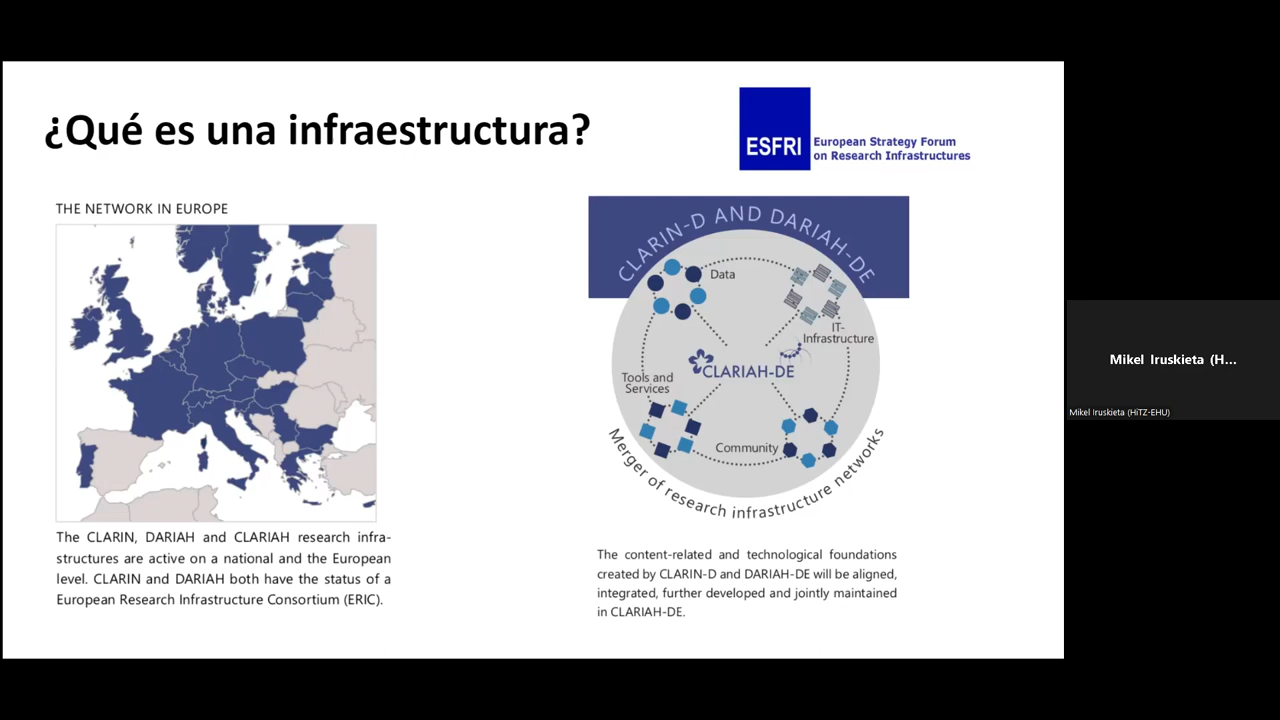 ¿Qué es una infraestructura?
ESFRI
European Strategy Forum
on Research Infrastructures
THE NETWORK IN EUROPE
The CLARIN, DARIAH and CLARIAH research infra-
structures are active on a national and the European
level. CLARIN and DARIAH both have the status of a
European Research Infrastructure Consortium (ERIC).
CLARIN-D AND DARIAH-DE
Data
IT-
Infrastructure
CLARIAH-DE
Tools and
Services
Community
Merger of research infrastructure networks
The content-related and technological foundations
created by CLARIN-D and DARIAH-DE will be aligned,
integrated, further developed and jointly maintained
in CLARIAH-DE.
Mikel Iruskieta (H...
Mikel Iruskieta (HiTZ-EHU)